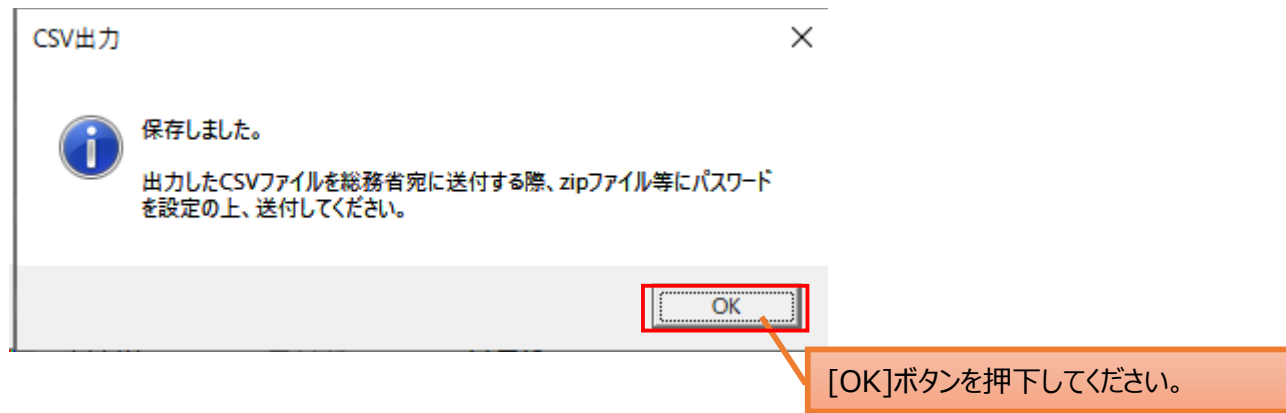 CSV出力
保存しました。
出力したCSVファイルを総務省宛に送付する際、zipファイル等にパスワード
を設定の上、送付してください。
OK
[OK]ボタンを押下してください。